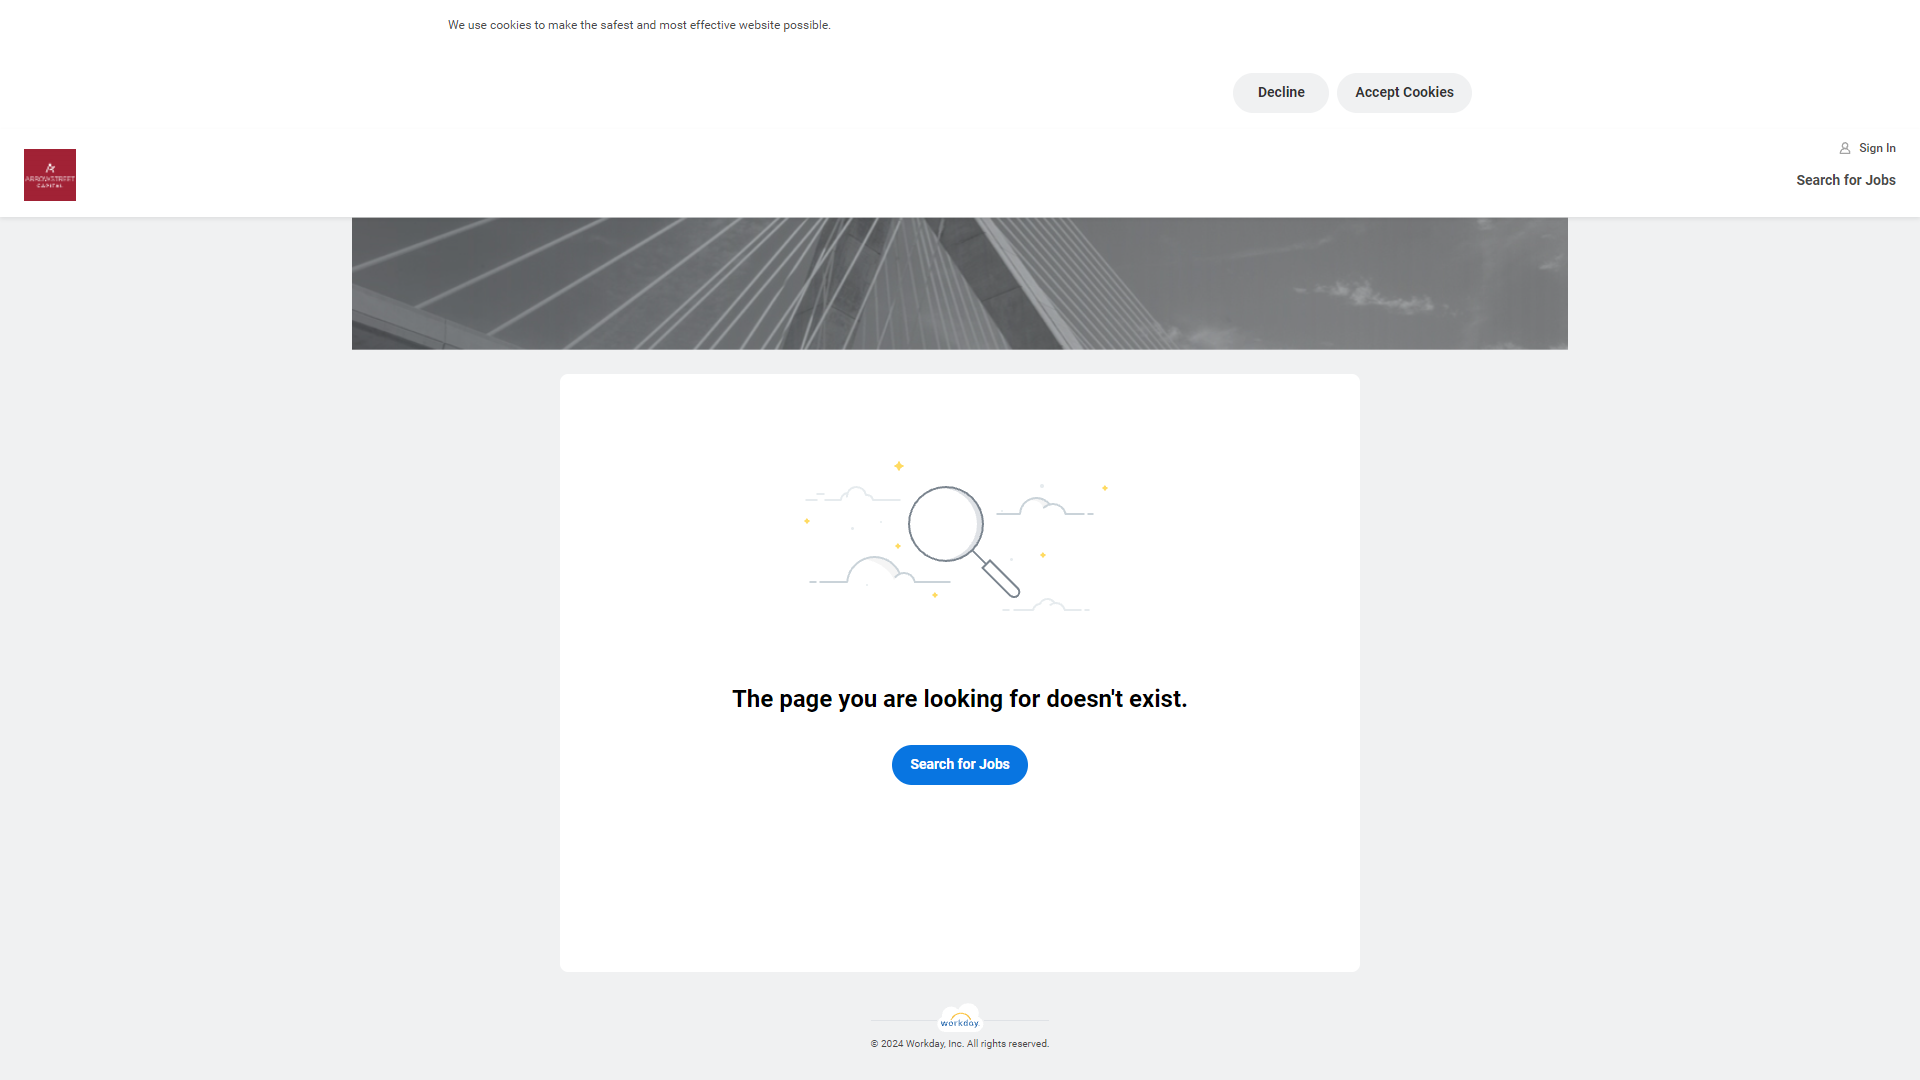 We use cookies to make the safest and most effective website possible.
Decline
Accept Cookies
ARROWSTREET
CAPITAL
Sign In
Search for Jobs
The page you are looking for doesn't exist.
Search for Jobs
workday.
© 2024 Workday, Inc. All rights reserved.